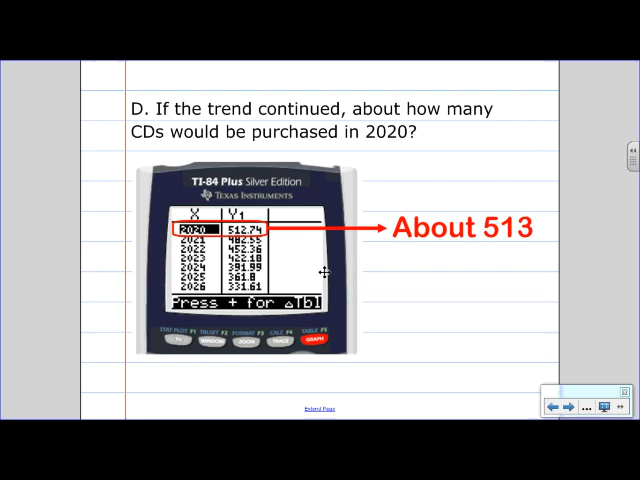 D. If the trend continued, about how many
CDs would be purchased in 2020?
TI-84 Plus Silver Edition
TEXAS INSTRUMENTS
X Y1
2020 512.74
2021 482.55
2022 452.36
2023 422.18
2024 391.99
2025 361.8
2026 331.61
Press + for △Tbl
About 513
STAT PLOT F1 TBLSET F2 FORMAT F3 CALC F4 TABLE F5
Y= WINDOW ZOOM TRACE GRAPH
Extend Page